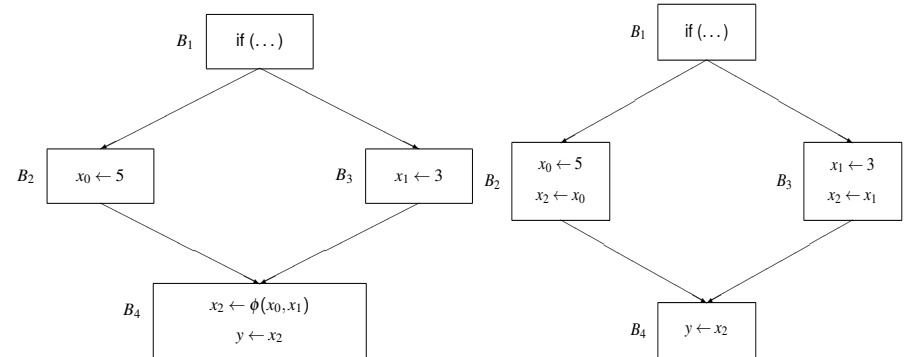 B₁ if (...)
B₂ x₀ ← 5
B₃ x₁ ← 3
B₄ x₂ ← ϕ(x₀, x₁)
y ← x₂
B₁ if (...)
B₂ x₀ ← 5
x₂ ← x₀
B₃ x₁ ← 3
x₂ ← x₁
B₄ y ← x₂